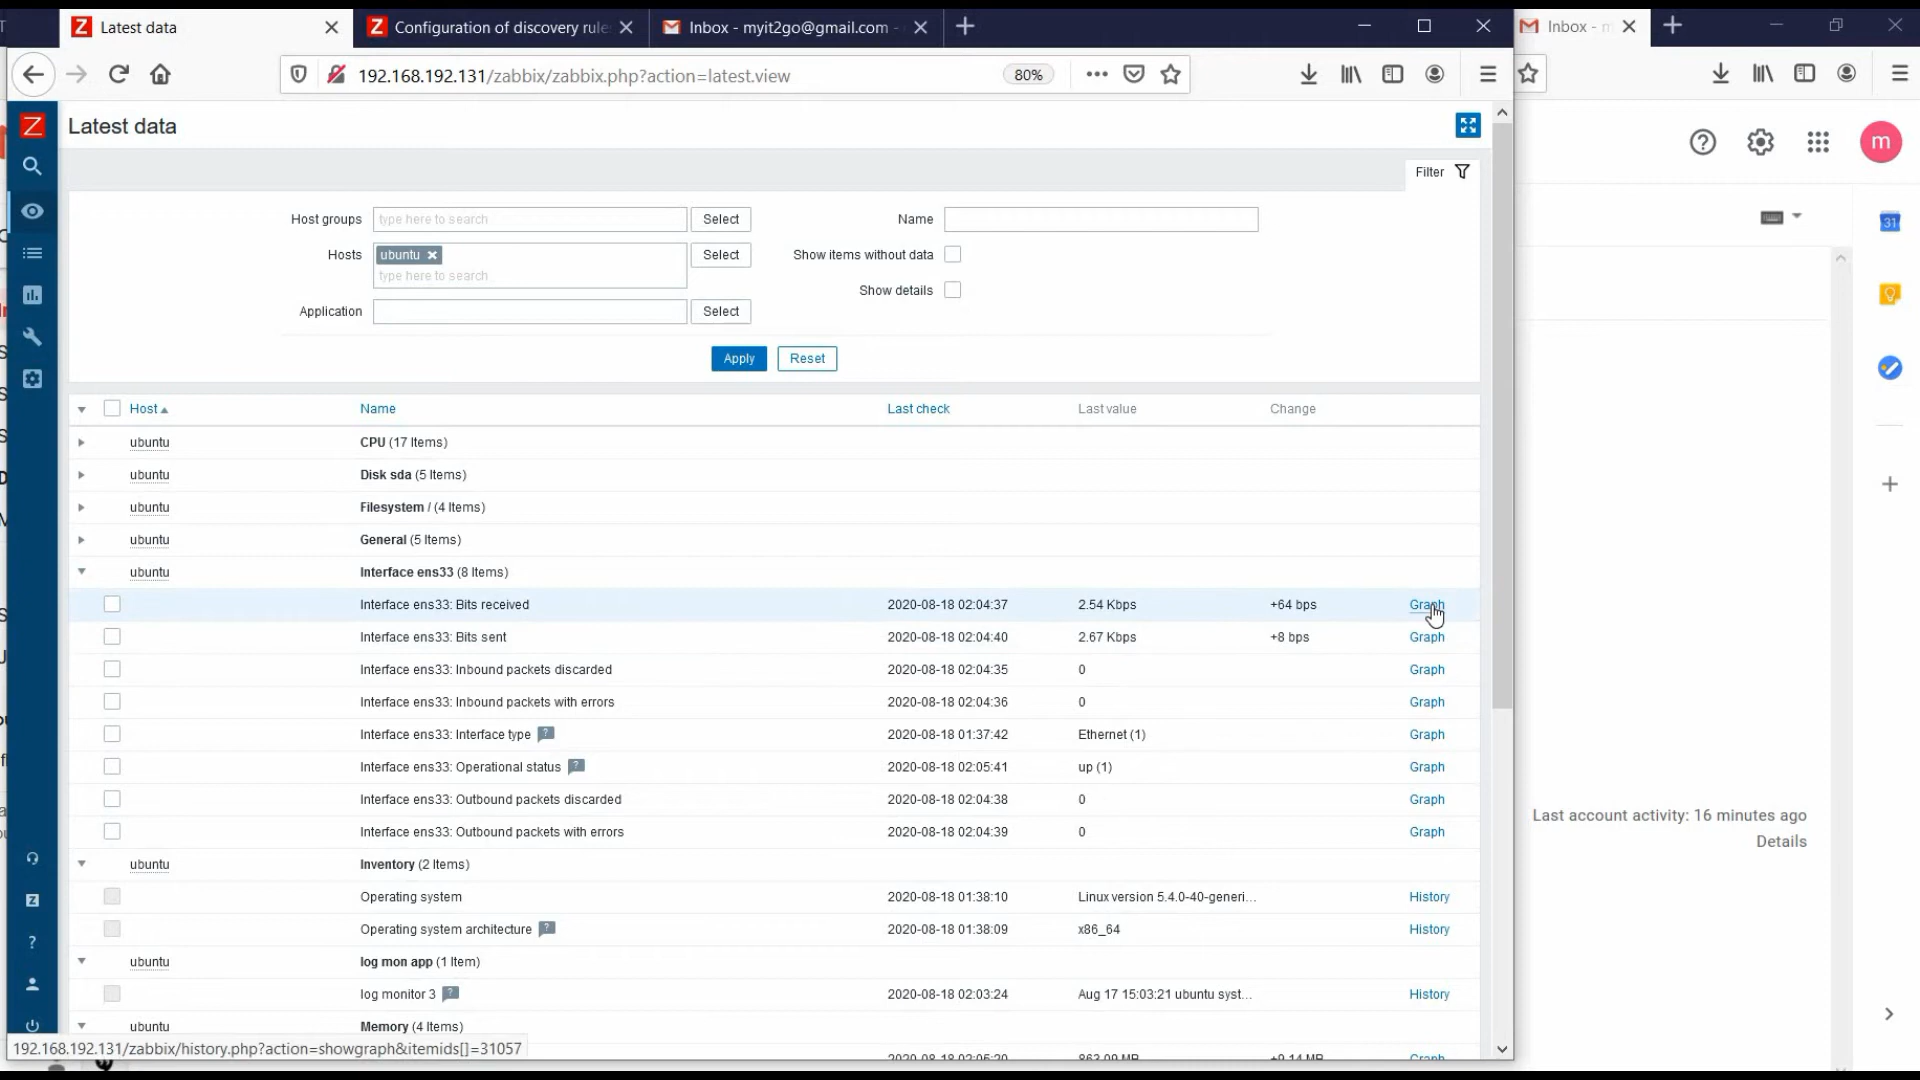 Latest data
Configuration of discovery rule
Inbox - myit2go@gmail.com -
Inbox - m
192.168.192.131/zabbix/zabbix.php?action=latest.view
80%
Z
Latest data
m
Filter
Host groups type here to search Select Name
31
Hosts ubuntu type here to search Select Show items without data
Show details
Application Select
Apply Reset
Host Name Last check Last value Change
ubuntu CPU (17 Items)
ubuntu Disk sda (5 Items)
ubuntu Filesystem / (4 Items)
ubuntu General (5 Items)
ubuntu Interface ens33 (8 Items)
Interface ens33: Bits received 2020-08-18 02:04:37 2.54 Kbps +64 bps Graph
Interface ens33: Bits sent 2020-08-18 02:04:40 2.67 Kbps +8 bps Graph
Interface ens33: Inbound packets discarded 2020-08-18 02:04:35 0 Graph
Interface ens33: Inbound packets with errors 2020-08-18 02:04:36 0 Graph
Interface ens33: Interface type ? 2020-08-18 01:37:42 Ethernet (1) Graph
Interface ens33: Operational status ? 2020-08-18 02:05:41 up (1) Graph
Interface ens33: Outbound packets discarded 2020-08-18 02:04:38 0 Graph
Interface ens33: Outbound packets with errors 2020-08-18 02:04:39 0 Graph
Last account activity: 16 minutes ago
Details
ubuntu Inventory (2 Items)
Operating system 2020-08-18 01:38:10 Linux version 5.4.0-40-generi... History
Operating system architecture ? 2020-08-18 01:38:09 x86_64 History
ubuntu log mon app (1 Item)
log monitor 3 ? 2020-08-18 02:03:24 Aug 17 15:03:21 ubuntu syst... History
ubuntu Memory (4 Items)
192.168.192.131/zabbix/history.php?action=showgraph&itemids[]=31057
2020-08-18 02:05:20 863.09 MB +9.14 MB Graph